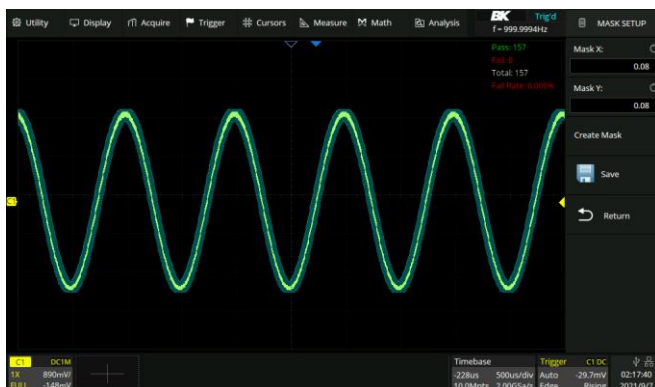 Utility Display Acquire Trigger Cursors Measure Math Analysis
BK Trig'd
f = 999.9994Hz
MASK SETUP
Pass: 157
Fail: 0
Total: 157
Fail Rate: 0.000%
Mask X:
0.08
Mask Y:
0.08
Create Mask
Save
Return
C1
C1 DC1M
1X 890mV/
FULL -148mV
Timebase
-228us 500us/div
10.0Mpts 2.00GSa/s
Trigger C1 DC
Auto -29.7mV
Edge Rising
02:17:40